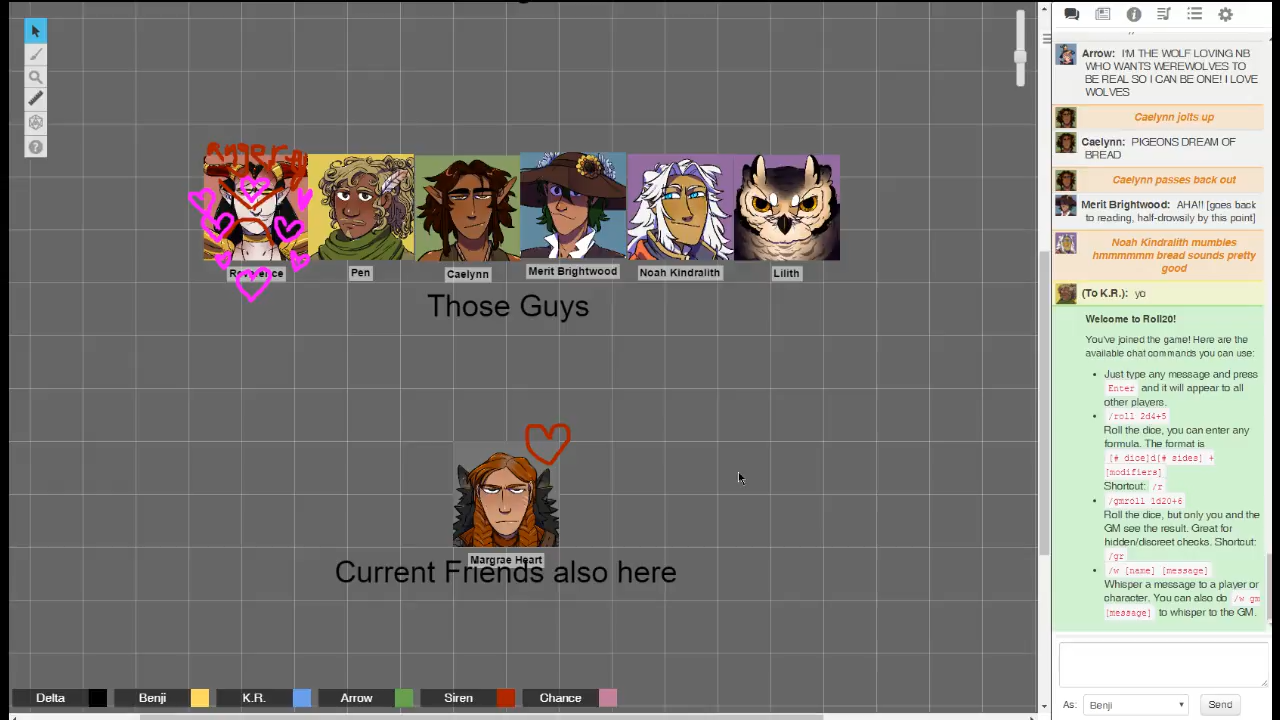 Arrow: I'M THE WOLF LOVING NB
WHO WANTS WEREWOLVES TO
BE REAL SO I CAN BE ONE! I LOVE
WOLVES
Caelynn jolts up
Caelynn: PIGEONS DREAM OF
BREAD
Caelynn passes back out
Merit Brightwood: AHA!! [goes back
to reading, half-drowsily by this point]
Noah Kindralith mumbles
hmmmmmm bread sounds pretty
good
(To K.R.): yo
Welcome to Roll20!
You've joined the game! Here are the
available chat commands you can use:
• Just type any message and press
Enter and it will appear to all
other players.
• /roll 2d4+5
Roll the dice, you can enter any
formula. The format is
[# dice]d[# sides] +
[modifiers]
Shortcut: /r
• /gmroll 1d20+6
Roll the dice, but only you and the
GM see the result. Great for
hidden/discreet checks. Shortcut:
/gr
• /w [name] [message]
Whisper a message to a player or
character. You can also do /w gm
[message] to whisper to the GM.
As: Benji Send
Pen
Caelynn
Merit Brightwood
Noah Kindralith
Lilith
Those Guys
Margrae Heart
Current Friends also here
Delta Benji K.R. Arrow Siren Chance